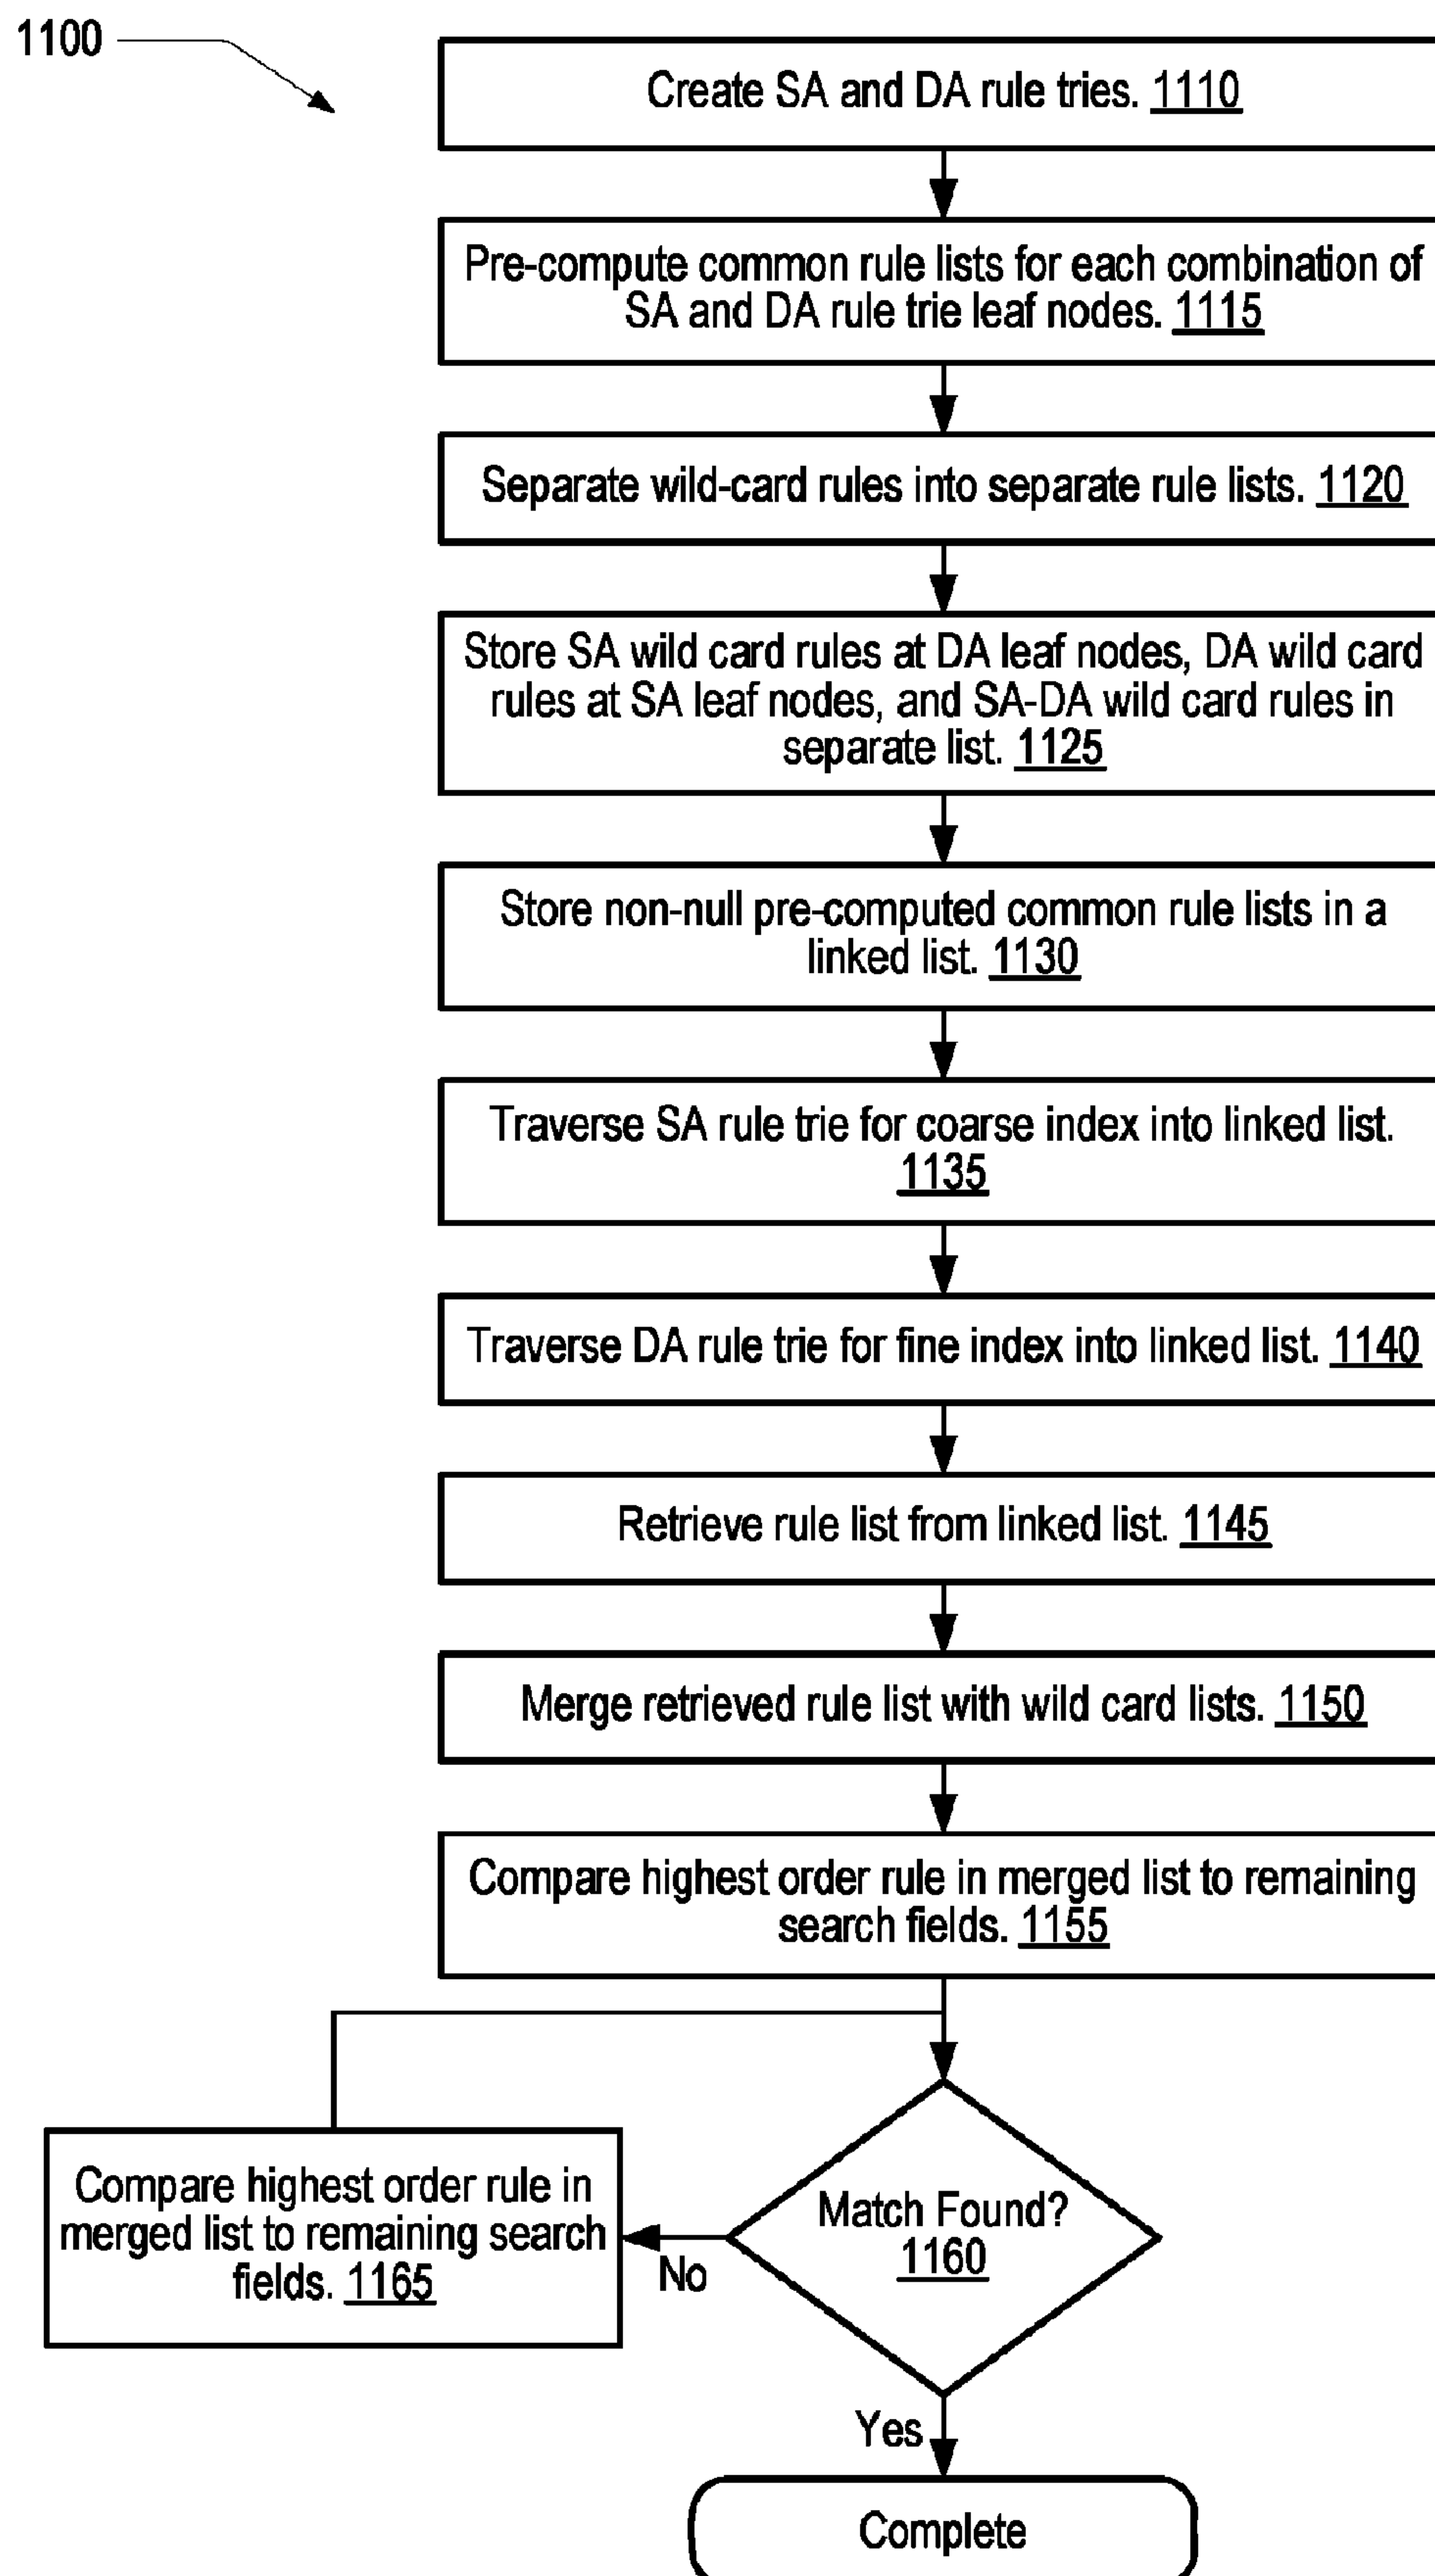 1100
Create SA and DA rule tries. 1110
Pre-compute common rule lists for each combination of
SA and DA rule trie leaf nodes. 1115
Separate wild-card rules into separate rule lists. 1120
Store SA wild card rules at DA leaf nodes, DA wild card
rules at SA leaf nodes, and SA-DA wild card rules in
separate list. 1125
Store non-null pre-computed common rule lists in a
linked list. 1130
Traverse SA rule trie for coarse index into linked list.
1135
Traverse DA rule trie for fine index into linked list. 1140
Retrieve rule list from linked list. 1145
Merge retrieved rule list with wild card lists. 1150
Compare highest order rule in merged list to remaining
search fields. 1155
Compare highest order rule in
merged list to remaining search
fields. 1165
No
Match Found?
1160
Yes
Complete